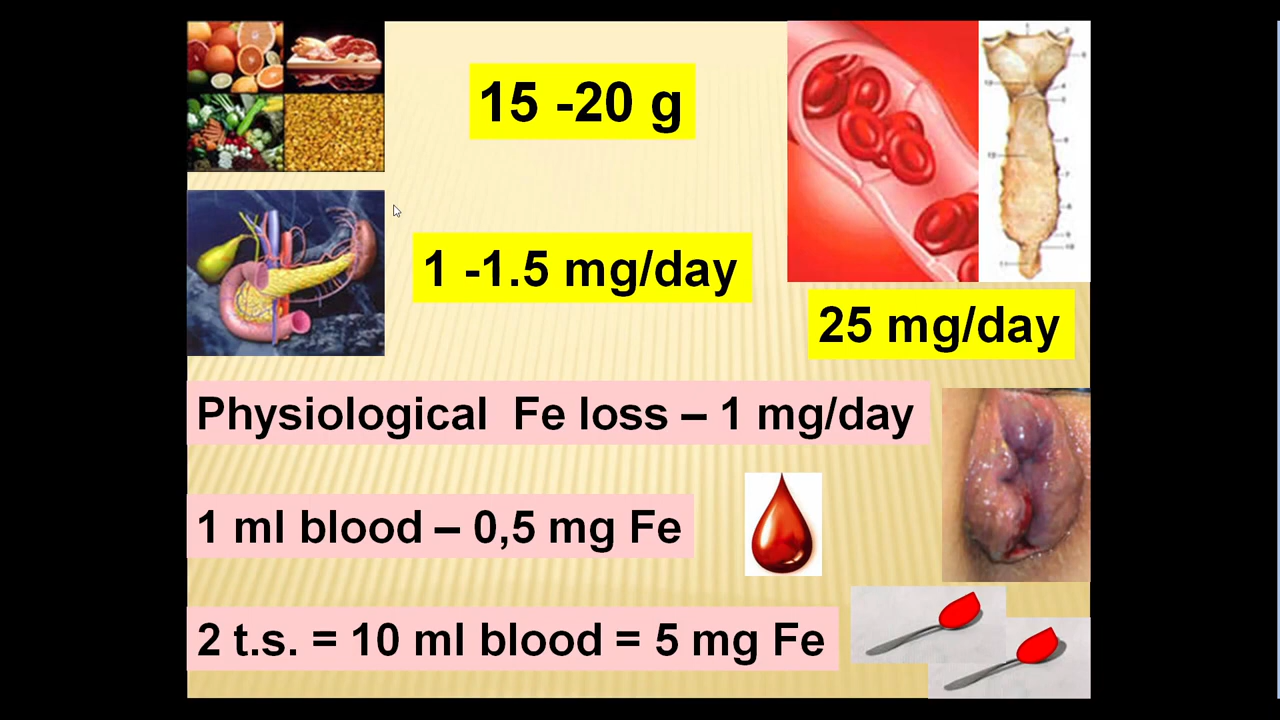 15 -20 g
1 -1.5 mg/day
25 mg/day
Physiological Fe loss – 1 mg/day
1 ml blood – 0,5 mg Fe
2 t.s. = 10 ml blood = 5 mg Fe